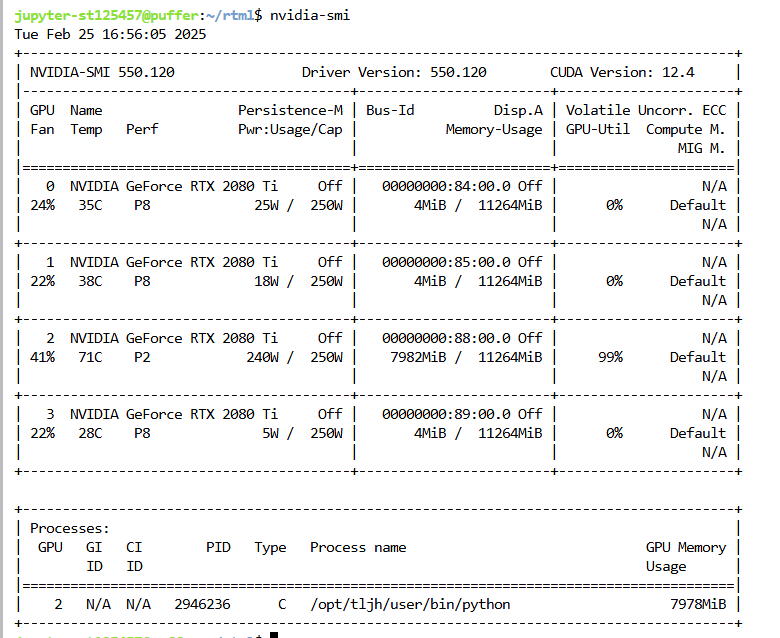 jupyter-st125457@puffer:~/rtml$ nvidia-smi
Tue Feb 25 16:56:05 2025
+-----------------------------------------------------------------------------------------+
| NVIDIA-SMI 550.120                Driver Version: 550.120        CUDA Version: 12.4     |
|-----------------------------------------+------------------------+----------------------+
| GPU  Name                 Persistence-M | Bus-Id          Disp.A | Volatile Uncorr. ECC |
| Fan  Temp   Perf          Pwr:Usage/Cap |           Memory-Usage | GPU-Util  Compute M. |
|                                         |                        |               MIG M. |
|=========================================+========================+======================|
|   0  NVIDIA GeForce RTX 2080 Ti     Off |   00000000:84:00.0 Off |                  N/A |
| 24%   35C    P8             25W /  250W |       4MiB /  11264MiB |      0%      Default |
|                                         |                        |                  N/A |
+-----------------------------------------+------------------------+----------------------+
|   1  NVIDIA GeForce RTX 2080 Ti     Off |   00000000:85:00.0 Off |                  N/A |
| 22%   38C    P8             18W /  250W |       4MiB /  11264MiB |      0%      Default |
|                                         |                        |                  N/A |
+-----------------------------------------+------------------------+----------------------+
|   2  NVIDIA GeForce RTX 2080 Ti     Off |   00000000:88:00.0 Off |                  N/A |
| 41%   71C    P2            240W /  250W |    7982MiB /  11264MiB |     99%      Default |
|                                         |                        |                  N/A |
+-----------------------------------------+------------------------+----------------------+
|   3  NVIDIA GeForce RTX 2080 Ti     Off |   00000000:89:00.0 Off |                  N/A |
| 22%   28C    P8              5W /  250W |       4MiB /  11264MiB |      0%      Default |
|                                         |                        |                  N/A |
+-----------------------------------------+------------------------+----------------------+

+-----------------------------------------------------------------------------------------+
| Processes:                                                                              |
|  GPU   GI   CI        PID   Type   Process name                              GPU Memory |
|        ID   ID                                                               Usage      |
|=========================================================================================|
|    2   N/A  N/A   2946236      C   /opt/tljh/user/bin/python                    7978MiB |
+-----------------------------------------------------------------------------------------+